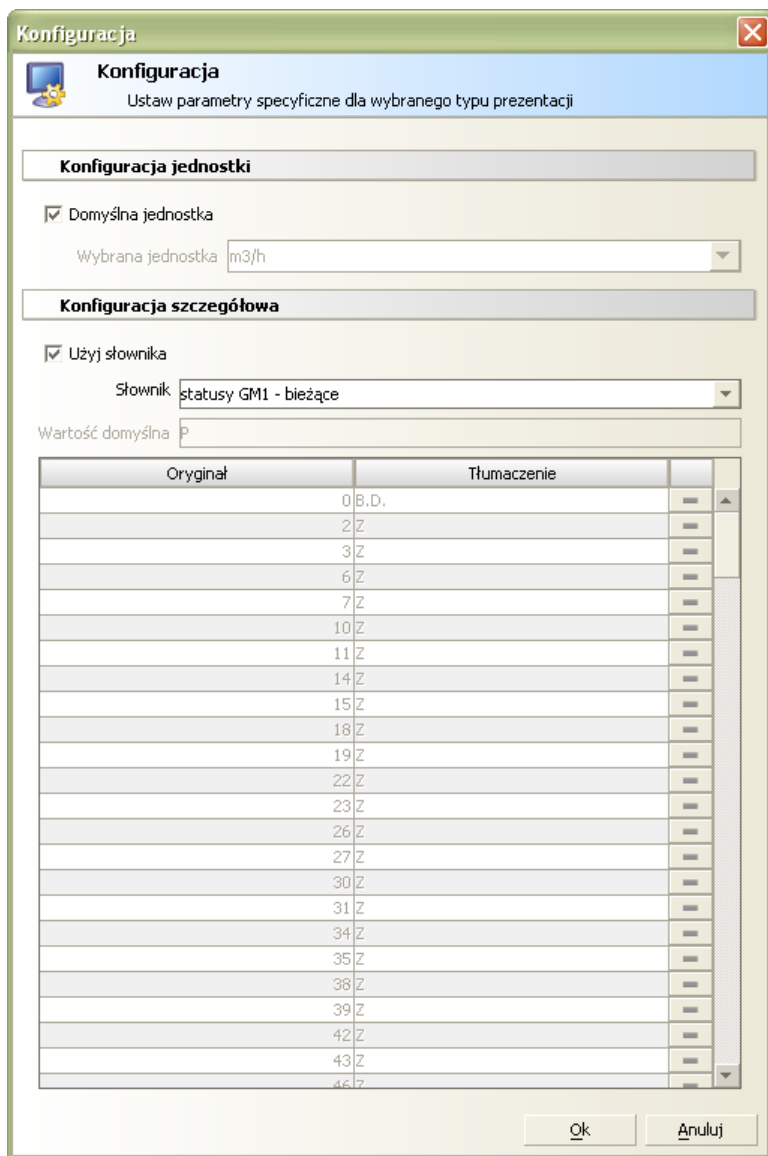 Konfiguracja
Konfiguracja
Ustaw parametry specyficzne dla wybranego typu prezentacji
Konfiguracja jednostki
Domyślna jednostka
Wybrana jednostka m3/h
Konfiguracja szczegółowa
Użyj słownika
Słownik statusy GM1 - bieżące
Wartość domyślna P
Oryginał Tłumaczenie
0 B.D.
2 Z
3 Z
6 Z
7 Z
10 Z
11 Z
14 Z
15 Z
18 Z
19 Z
22 Z
23 Z
26 Z
27 Z
30 Z
31 Z
34 Z
35 Z
38 Z
39 Z
42 Z
43 Z
46 Z
Ok Anuluj